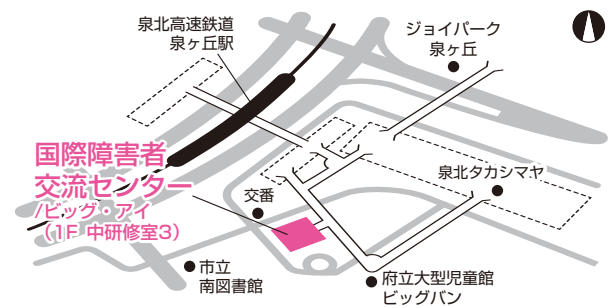 泉北高速鉄道
泉ヶ丘駅
ジョイパーク
泉ヶ丘
国際障害者
交流センター
/ビッグ・アイ
(1F 中研修室3)
交番
泉北タカシマヤ
市立
南図書館
府立大型児童館
ビッグバン